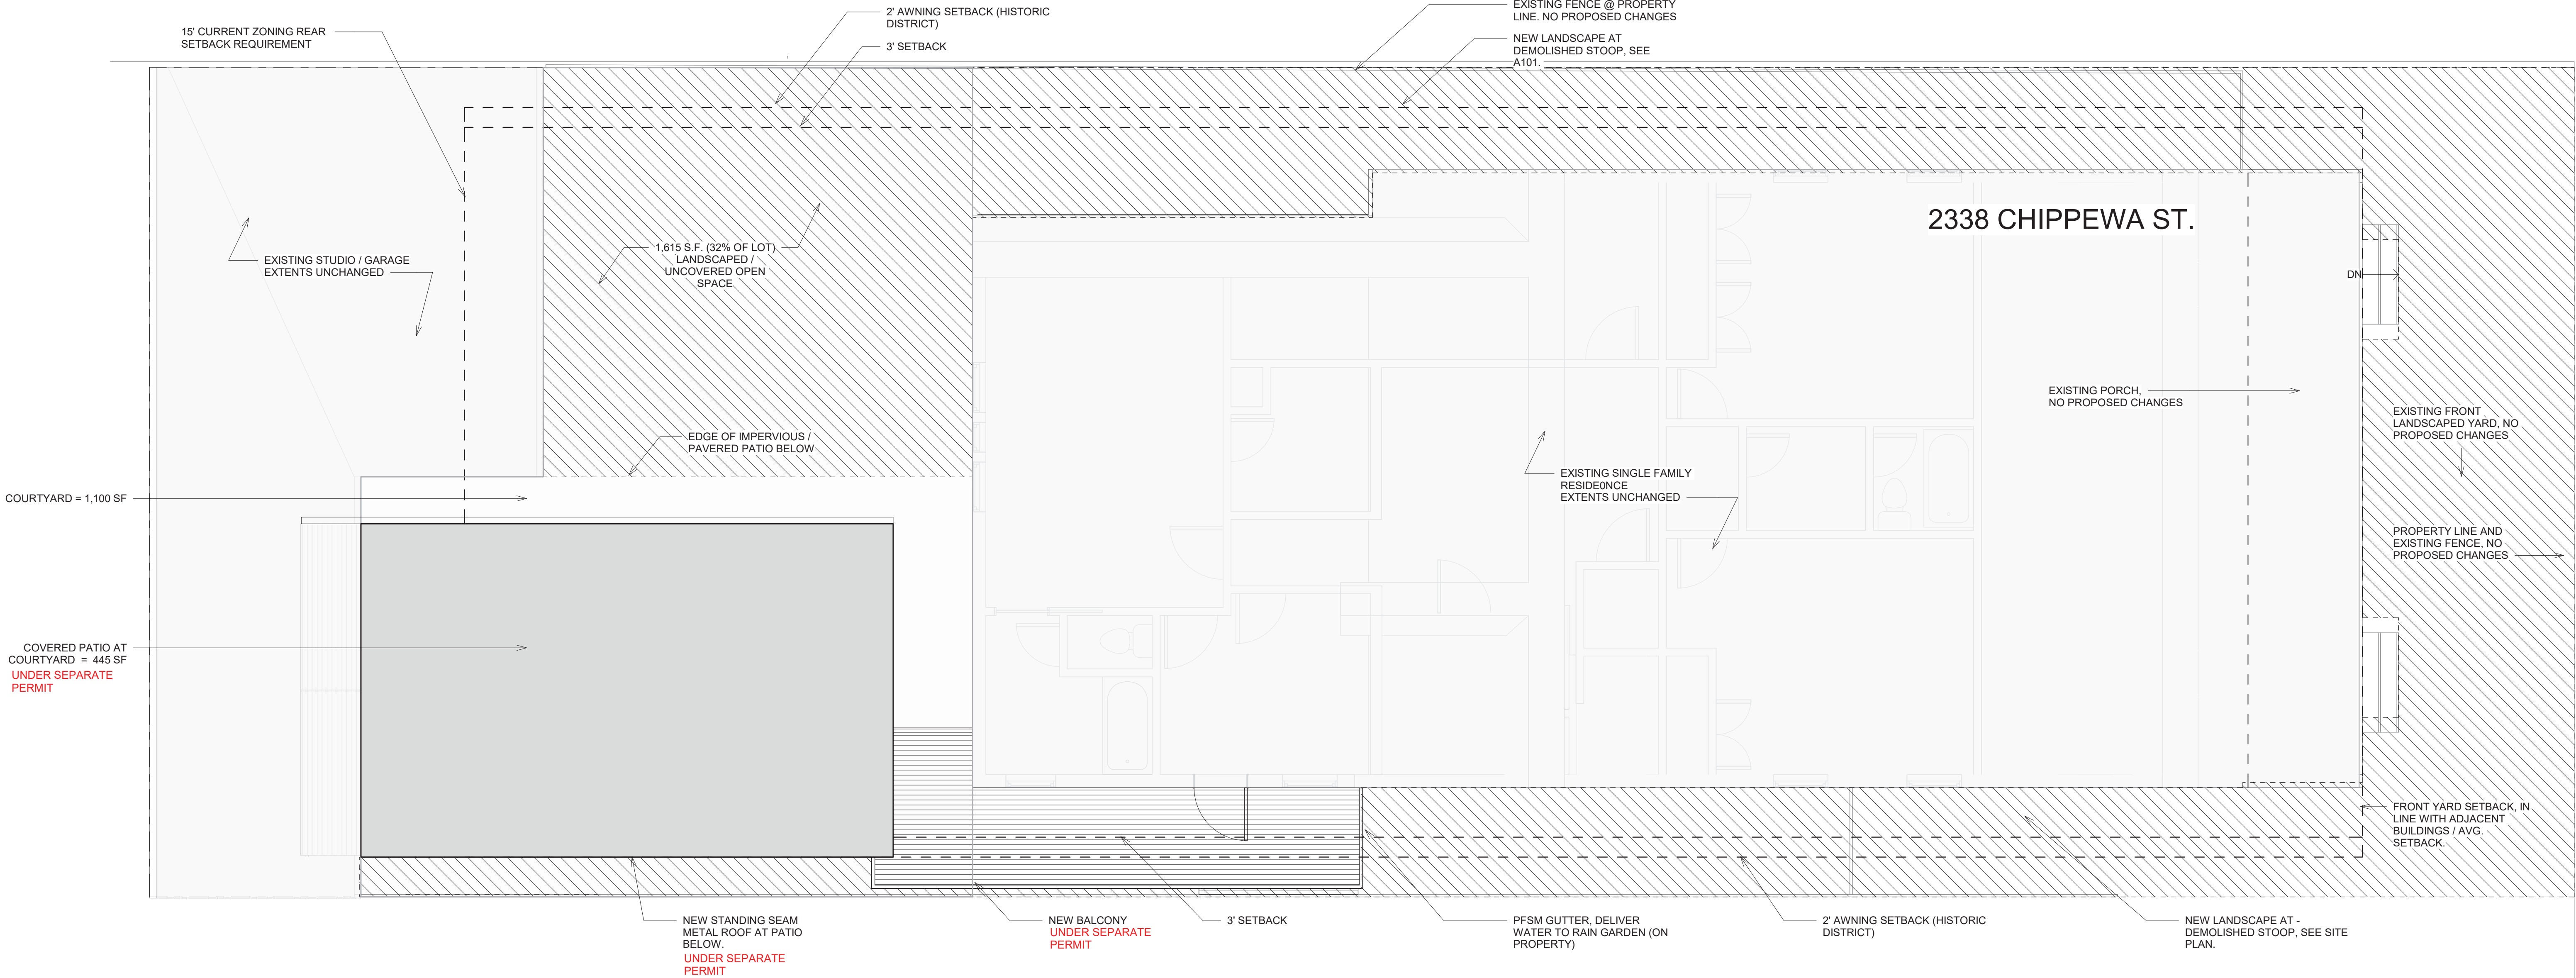 2' AWNING SETBACK (HISTORIC
DISTRICT)
EXISTING FENCE @ PROPERTY
LINE. NO PROPOSED CHANGES
15' CURRENT ZONING REAR
SETBACK REQUIREMENT
3' SETBACK
NEW LANDSCAPE AT
DEMOLISHED STOOP, SEE
A101.
2338 CHIPPEWA ST.
EXISTING STUDIO / GARAGE
EXTENTS UNCHANGED
1,615 S.F. (32% OF LOT)
LANDSCAPED /
UNCOVERED OPEN
SPACE
DN
EXISTING PORCH,
NO PROPOSED CHANGES
EXISTING FRONT
LANDSCAPED YARD, NO
PROPOSED CHANGES
EDGE OF IMPERVIOUS /
PAVERED PATIO BELOW
EXISTING SINGLE FAMILY
RESIDE0NCE
EXTENTS UNCHANGED
COURTYARD = 1,100 SF
PROPERTY LINE AND
EXISTING FENCE, NO
PROPOSED CHANGES
COVERED PATIO AT
COURTYARD = 445 SF
UNDER SEPARATE
PERMIT
FRONT YARD SETBACK, IN
LINE WITH ADJACENT
BUILDINGS / AVG.
SETBACK.
NEW STANDING SEAM
METAL ROOF AT PATIO
BELOW.
UNDER SEPARATE
PERMIT
NEW BALCONY
UNDER SEPARATE
PERMIT
3' SETBACK
PFSM GUTTER, DELIVER
WATER TO RAIN GARDEN (ON
PROPERTY)
2' AWNING SETBACK (HISTORIC
DISTRICT)
NEW LANDSCAPE AT -
DEMOLISHED STOOP, SEE SITE
PLAN.